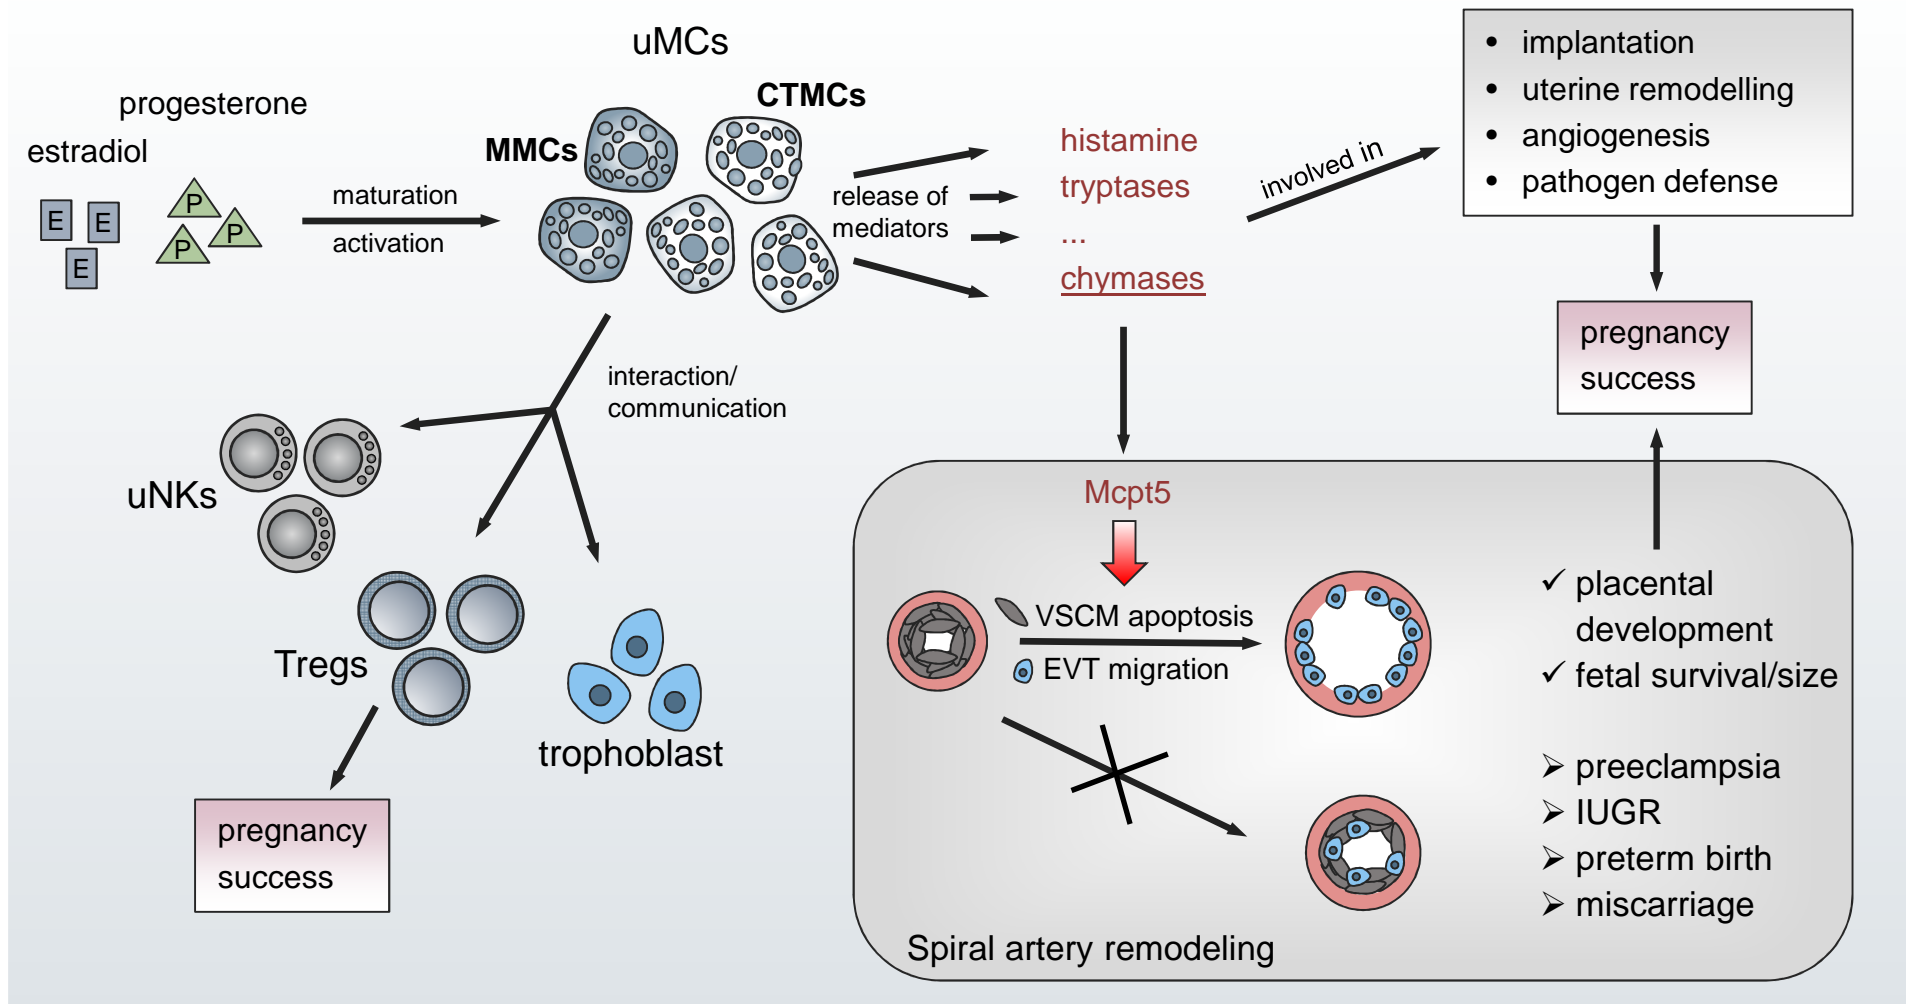 uMCs
progesterone
estradiol
E
E
E
P
P
P
maturation
activation
MMCs
CTMCs
release of
mediators
histamine
tryptases
...
chymases
involved in
• implantation
• uterine remodelling
• angiogenesis
• pathogen defense
pregnancy
success
interaction/
communication
uNKs
Tregs
trophoblast
pregnancy
success
Mcpt5
VSCM apoptosis
EVT migration
✓ placental
development
✓ fetal survival/size
➢ preeclampsia
➢ IUGR
➢ preterm birth
➢ miscarriage
Spiral artery remodeling